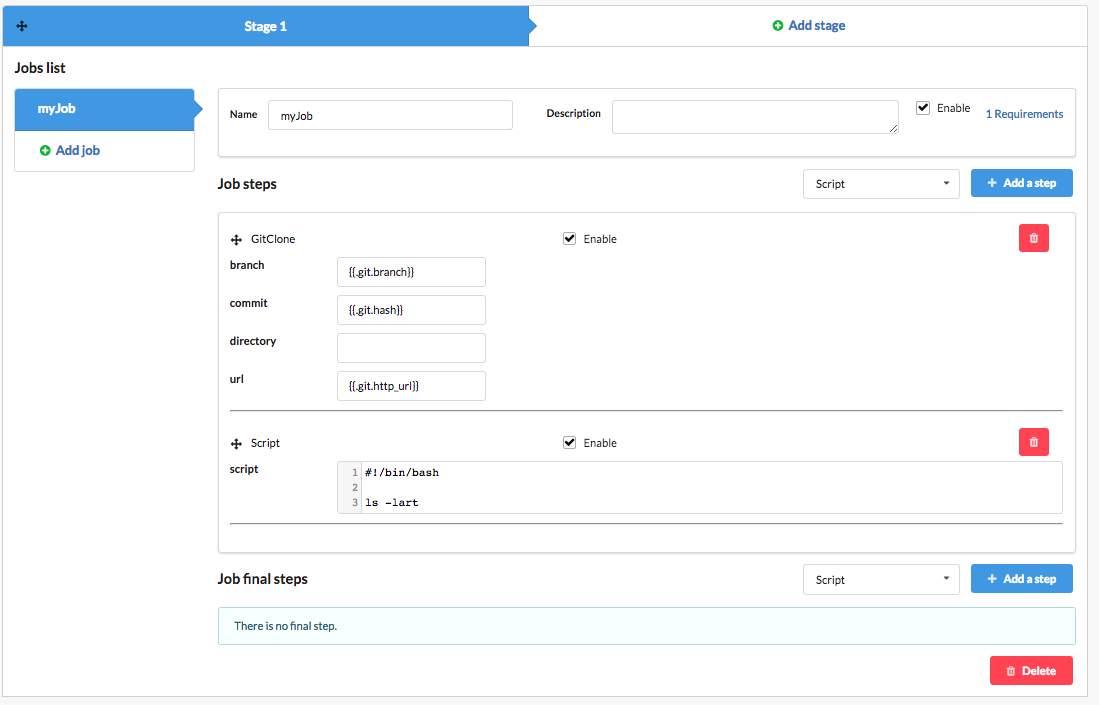 Stage 1
Add stage
Jobs list
myJob
Add job
Name myJob Description Enable 1 Requirements
Job steps Script Add a step
GitClone Enable
branch {{.git.branch}}
commit {{.git.hash}}
directory
url {{.git.http_url}}
Script Enable
script
1 #!/bin/bash
2
3 ls -lart
Job final steps Script Add a step
There is no final step.
Delete